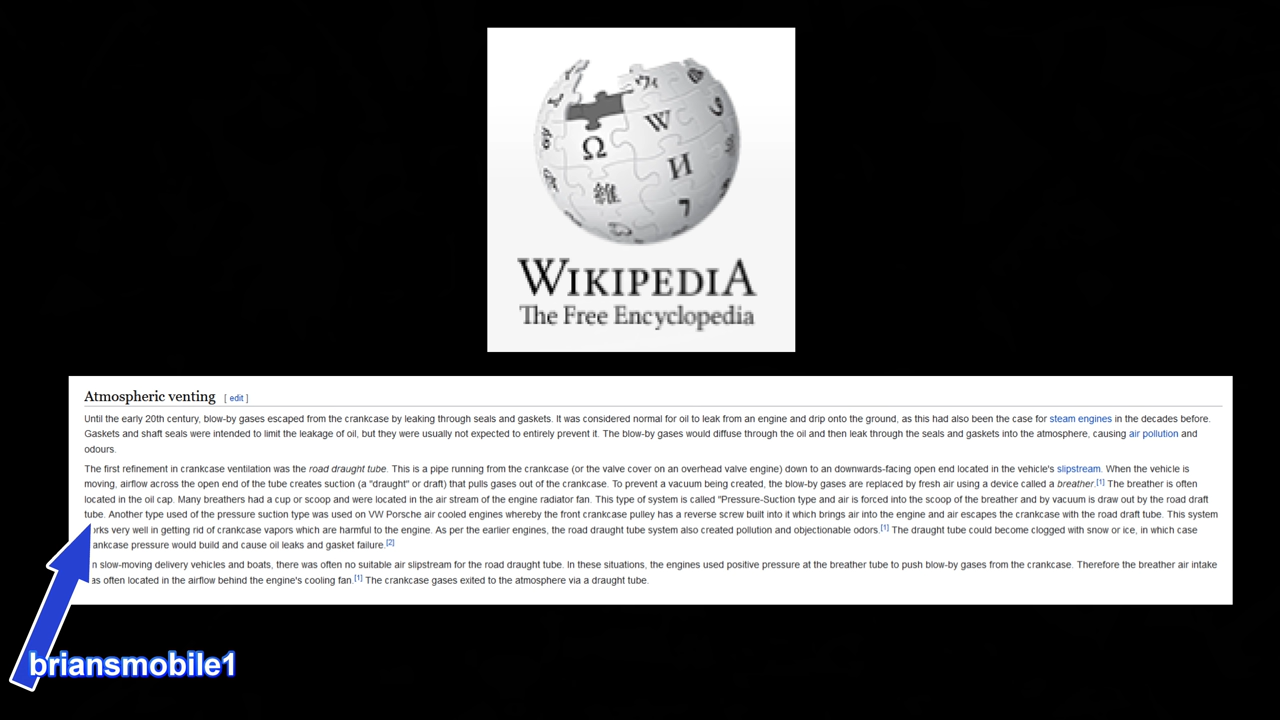 Ω
W
И
維
WIKIPEDIA
The Free Encyclopedia
Atmospheric venting [ edit ]
Until the early 20th century, blow-by gases escaped from the crankcase by leaking through seals and gaskets. It was considered normal for oil to leak from an engine and drip onto the ground, as this had also been the case for steam engines in the decades before.
Gaskets and shaft seals were intended to limit the leakage of oil, but they were usually not expected to entirely prevent it. The blow-by gases would diffuse through the oil and then leak through the seals and gaskets into the atmosphere, causing air pollution and
odours.
The first refinement in crankcase ventilation was the road draught tube. This is a pipe running from the crankcase (or the valve cover on an overhead valve engine) down to an downwards-facing open end located in the vehicle's slipstream. When the vehicle is
moving, airflow across the open end of the tube creates suction (a "draught" or draft) that pulls gases out of the crankcase. To prevent a vacuum being created, the blow-by gases are replaced by fresh air using a device called a breather.[1] The breather is often
located in the oil cap. Many breathers had a cup or scoop and were located in the air stream of the engine radiator fan. This type of system is called "Pressure-Suction type and air is forced into the scoop of the breather and by vacuum is draw out by the road draft
tube. Another type used of the pressure suction type was used on VW Porsche air cooled engines whereby the front crankcase pulley has a reverse screw built into it which brings air into the engine and air escapes the crankcase with the road draft tube. This system
orks very well in getting rid of crankcase vapors which are harmful to the engine. As per the earlier engines, the road draught tube system also created pollution and objectionable odors.[1] The draught tube could become clogged with snow or ice, in which case
ankcase pressure would build and cause oil leaks and gasket failure.[2]
n slow-moving delivery vehicles and boats, there was often no suitable air slipstream for the road draught tube. In these situations, the engines used positive pressure at the breather tube to push blow-by gases from the crankcase. Therefore the breather air intake
as often located in the airflow behind the engine's cooling fan.[1] The crankcase gases exited to the atmosphere via a draught tube.
briansmobile1